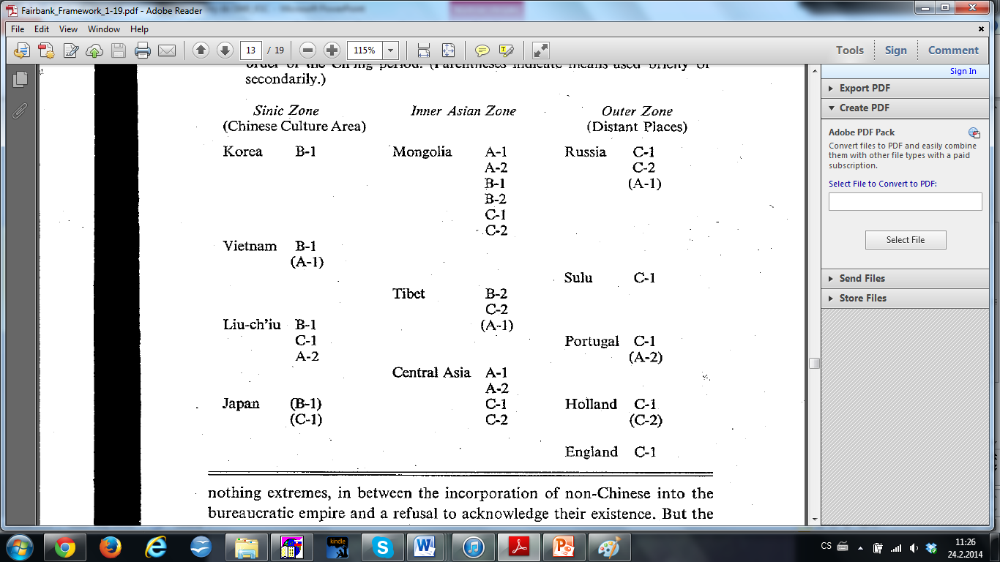 Fairbank_Framework_1-19.pdf - Adobe Reader
File Edit View Window Help
13 / 19 115% Tools Sign Comment
order of the Ch'ing period. (Parentheses indicate means used briefly or
secondarily.)
Sinic Zone Inner Asian Zone Outer Zone
(Chinese Culture Area) (Distant Places)
Korea B-1 Mongolia A-1 Russia C-1
A-2 C-2
B-1 (A-1)
B-2
C-1
C-2
Vietnam B-1
(A-1)
Sulu C-1
Tibet B-2
C-2
Liu-ch'iu B-1 (A-1)
C-1 Portugal C-1
A-2 (A-2)
Central Asia A-1
A-2
Japan (B-1) C-1 Holland C-1
(C-1) C-2 (C-2)
England C-1
nothing extremes, in between the incorporation of non-Chinese into the
bureaucratic empire and a refusal to acknowledge their existence. But the
Sign In
Export PDF
Create PDF
Adobe PDF Pack
Convert files to PDF and easily combine
them with other file types with a paid
subscription.
Select File to Convert to PDF:
Select File
Send Files
Store Files
kindle
CS
11:26
24.2.2014